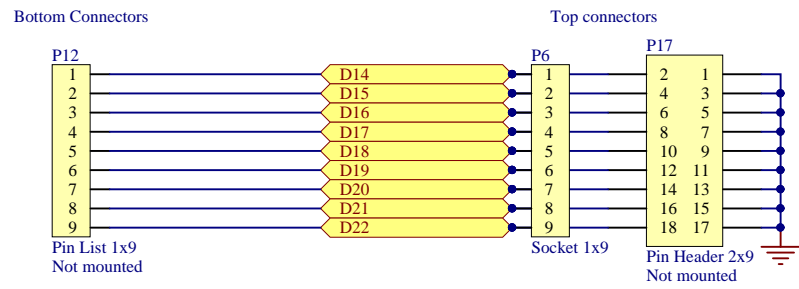 Bottom Connectors
Top connectors
P12
P6
P17
1 D14 1 2 1
2 D15 2 4 3
3 D16 3 6 5
4 D17 4 8 7
5 D18 5 10 9
6 D19 6 12 11
7 D20 7 14 13
8 D21 8 16 15
9 D22 9 18 17
Pin List 1x9
Not mounted
Socket 1x9
Pin Header 2x9
Not mounted